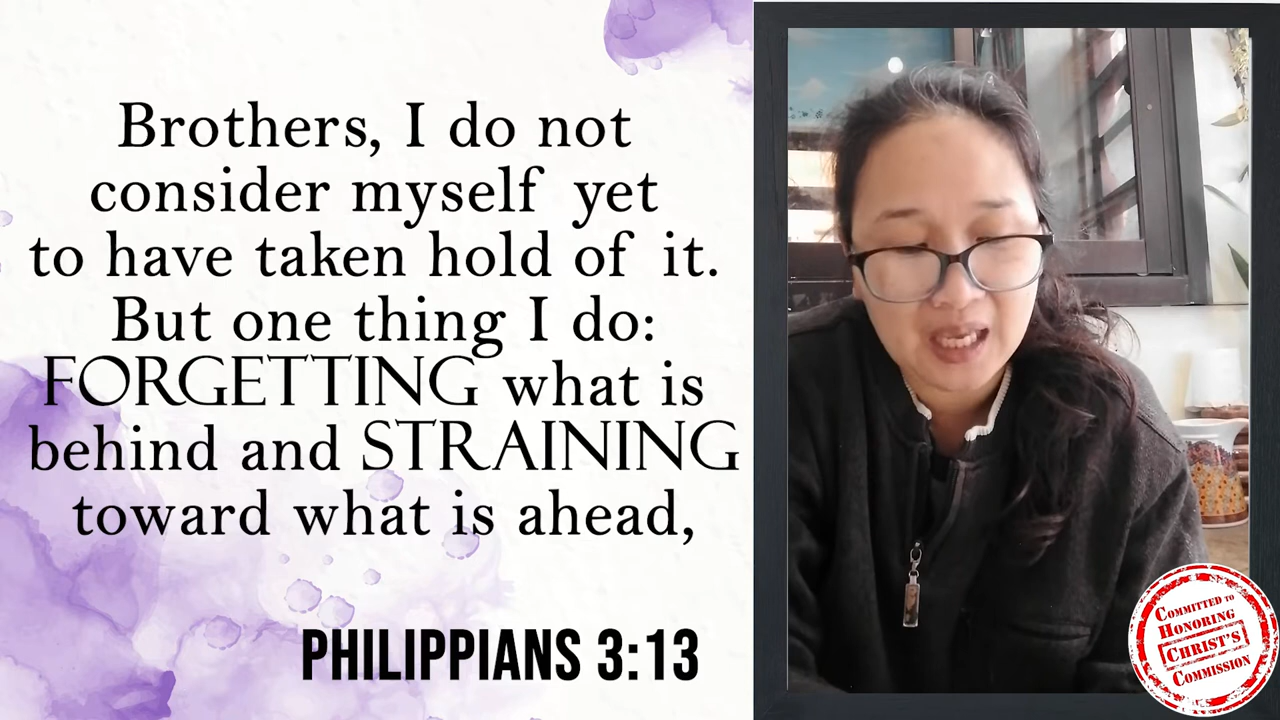 Brothers, I do not
consider myself yet
to have taken hold of it.
But one thing I do:
FORGETTING what is
behind and STRAINING
toward what is ahead,
PHILIPPIANS 3:13
COMMITTED TO
HONORING
CHRIST'S
COMMISSION